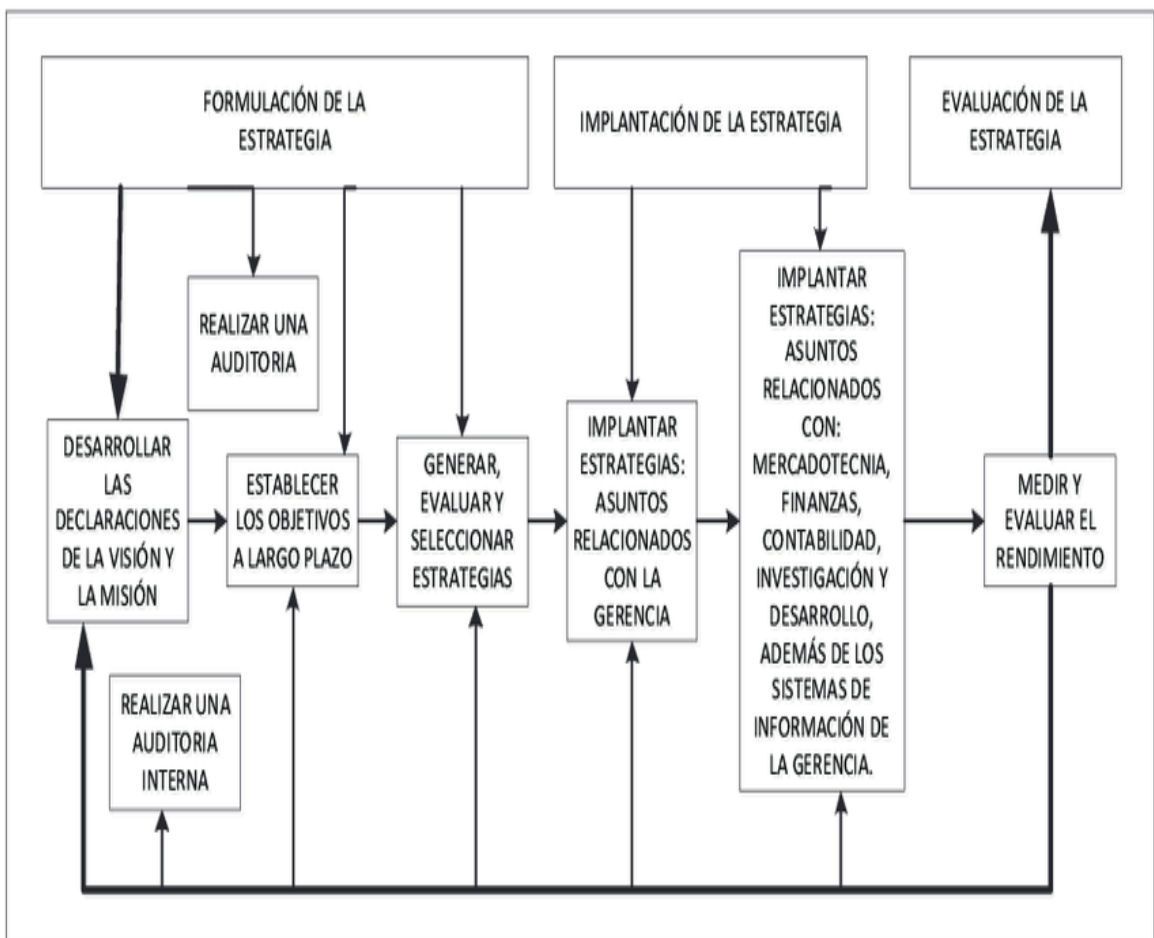 FORMULACIÓN DE LA
ESTRATEGIA
IMPLANTACIÓN DE LA ESTRATEGIA
EVALUACIÓN DE LA
ESTRATEGIA
REALIZAR UNA
AUDITORIA
DESARROLLAR
LAS
DECLARACIONES
DE LA VISIÓN Y
LA MISIÓN
ESTABLECER
LOS OBJETIVOS
A LARGO PLAZO
GENERAR,
EVALUAR Y
SELECCIONAR
ESTRATEGIAS
IMPLANTAR
ESTRATEGIAS:
ASUNTOS
RELACIONADOS
CON LA
GERENCIA
IMPLANTAR
ESTRATEGIAS:
ASUNTOS
RELACIONADOS
CON:
MERCADOTECNIA,
FINANZAS,
CONTABILIDAD,
INVESTIGACIÓN Y
DESARROLLO,
ADEMÁS DE LOS
SISTEMAS DE
INFORMACIÓN DE
LA GERENCIA.
MEDIR Y
EVALUAR EL
RENDIMIENTO
REALIZAR UNA
AUDITORIA
INTERNA